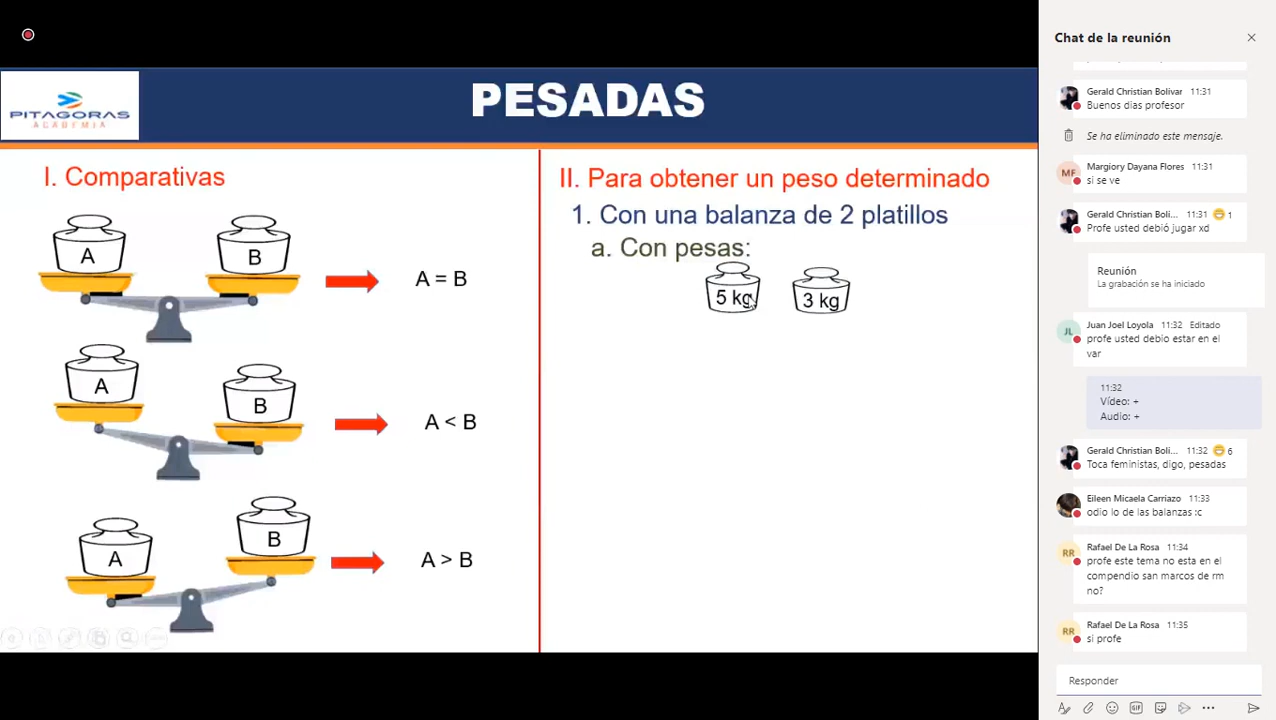 PITAGORAS
ACADEMIA
PESADAS
I. Comparativas
A
B
A = B
A
B
A < B
A
B
A > B
II. Para obtener un peso determinado
1. Con una balanza de 2 platillos
a. Con pesas:
5 kg
3 kg
Chat de la reunión
Gerald Christian Bolívar 11:31
Buenos dias profesor
Se ha eliminado este mensaje.
MF
Margiory Dayana Flores 11:31
si se ve
Gerald Christian Bolí... 11:31 1
Profe usted debió jugar xd
Reunión
La grabación se ha iniciado
JL
Juan Joel Loyola 11:32 Editado
profe usted debio estar en el
var
11:32
Vídeo: +
Audio: +
Gerald Christian Bolí... 11:32 6
Toca feministas, digo, pesadas
Eileen Micaela Carriazo 11:33
odio lo de las balanzas :c
RR
Rafael De La Rosa 11:34
profe este tema no esta en el
compendio san marcos de rm
no?
RR
Rafael De La Rosa 11:35
si profe
Responder
GIF